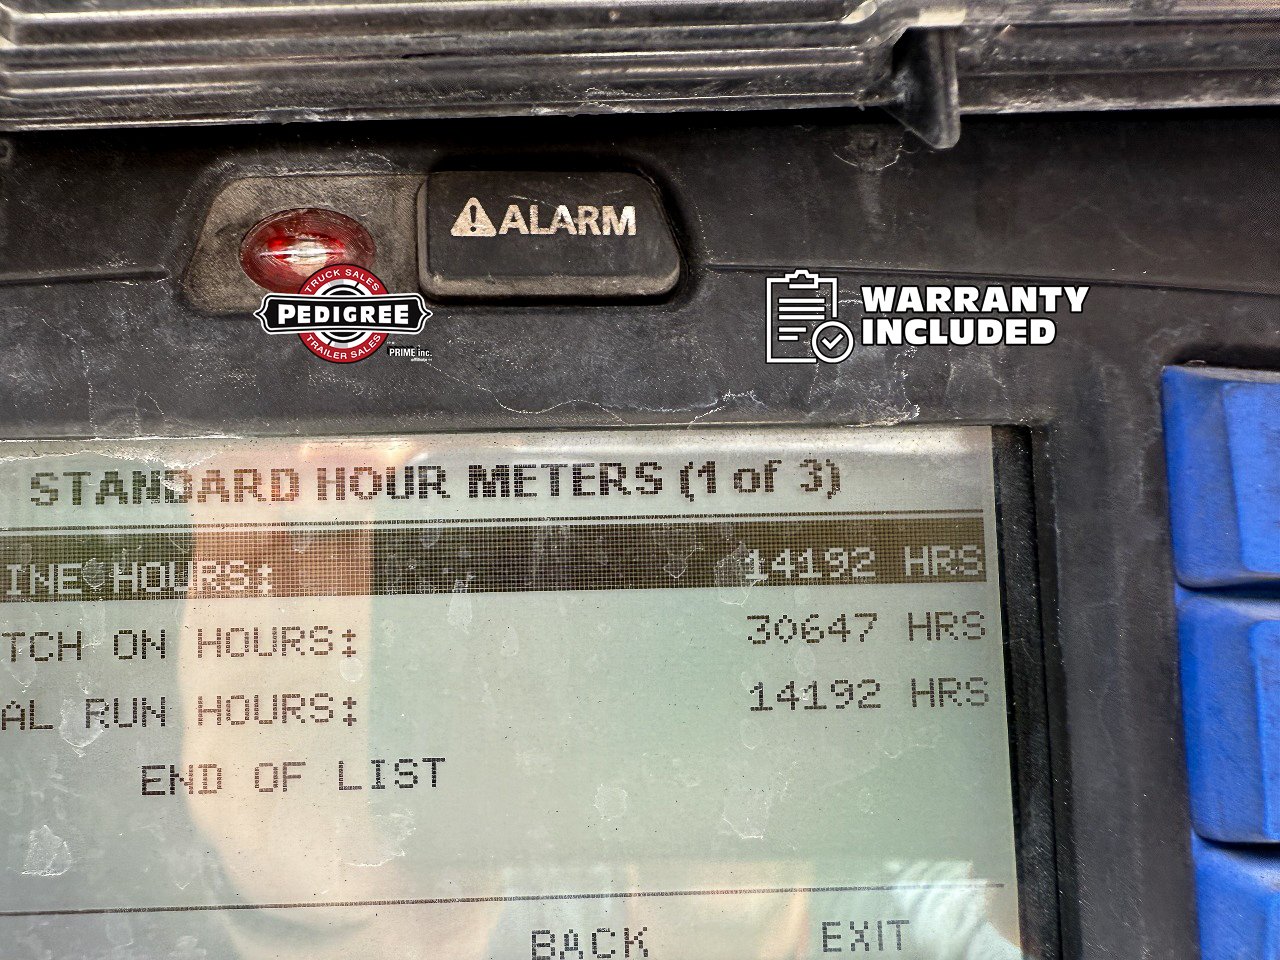 ALARM
TRUCK SALES
PEDIGREE
TRAILER SALES
PRIME inc.
WARRANTY
INCLUDED
STANDARD HOUR METERS (1 of 3)
INE HOURS: 14192 HRS
TCH ON HOURS: 30647 HRS
AL RUN HOURS: 14192 HRS
END OF LIST
BACK EXIT